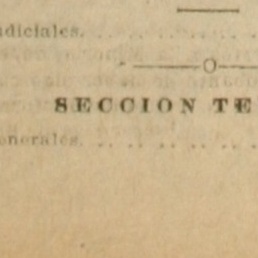 udiciales. . . . . . . .
SECCION TE
enerales. . . . . . . .